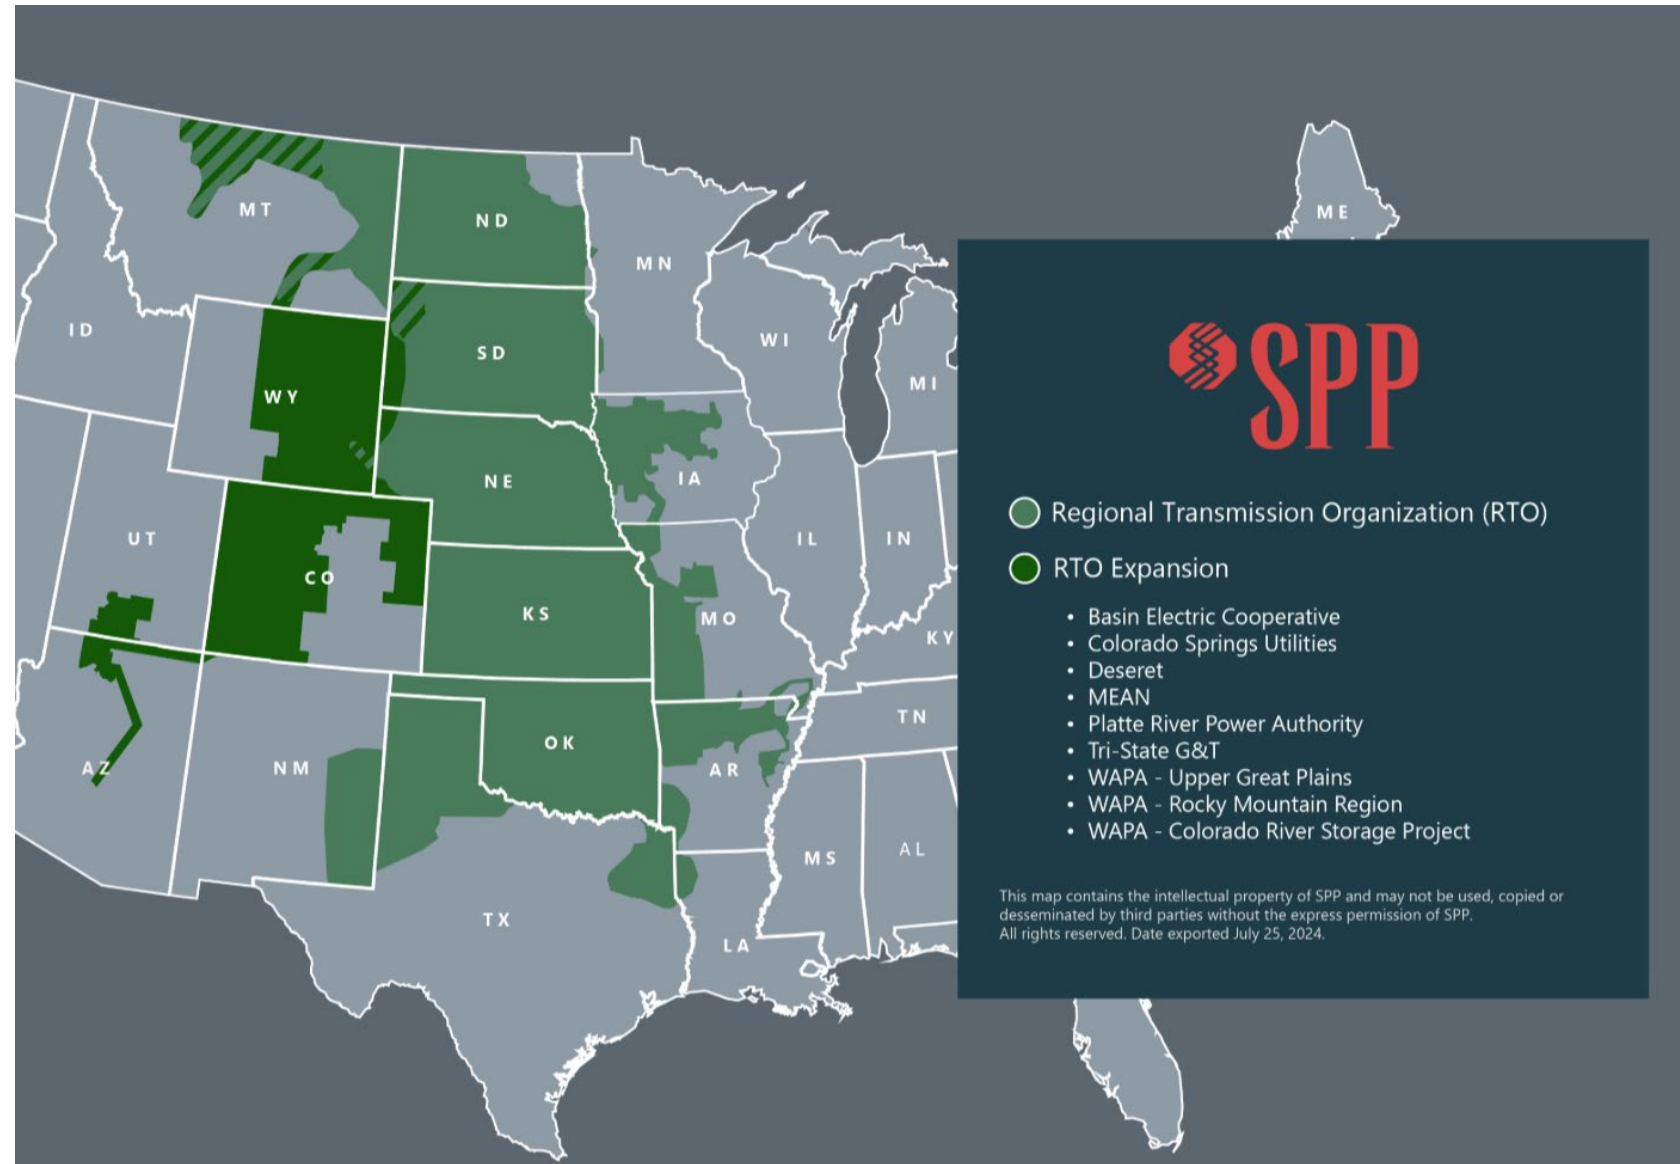 ME
MT
ND
MN
ID
SD
WI
MI
WY
NE
IA
UT
CO
IL
IN
KS
MO
KY
AZ
NM
OK
AR
TN
TX
MS
AL
LA
SPP
Regional Transmission Organization (RTO)
RTO Expansion
• Basin Electric Cooperative
• Colorado Springs Utilities
• Deseret
• MEAN
• Platte River Power Authority
• Tri-State G&T
• WAPA - Upper Great Plains
• WAPA - Rocky Mountain Region
• WAPA - Colorado River Storage Project
This map contains the intellectual property of SPP and may not be used, copied or
desseminated by third parties without the express permission of SPP.
All rights reserved. Date exported July 25, 2024.